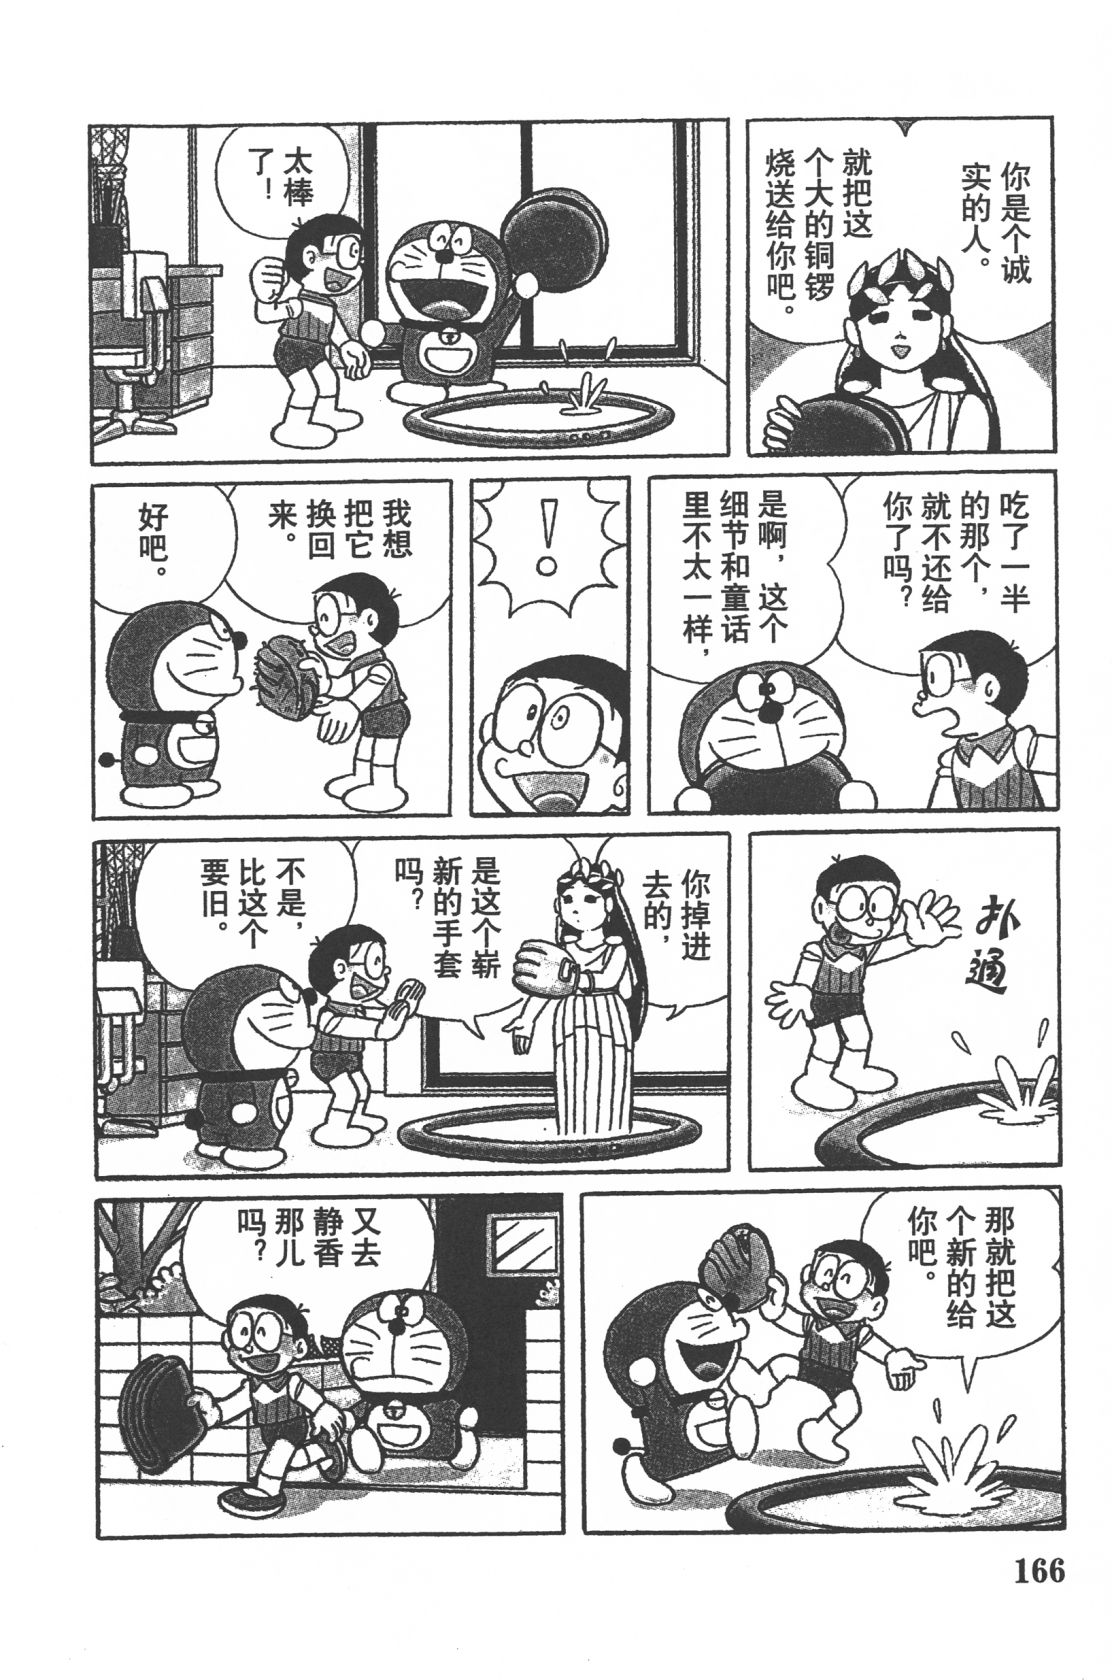 你是个诚
实的人。
就把这
个大的铜锣
烧送给你吧。
太棒
了！
吃了一半
的那个，
就不还给
你了吗？
是啊，这个
细节和童话
里不太一样，
！
我想
把它
换回
来。
好吧。
扑通
你掉进
去的，
是这个崭
新的手套
吗？
不是，
比这个
要旧。
那就把这
个新的给
你吧。
又去
静香
那儿
吗？
166